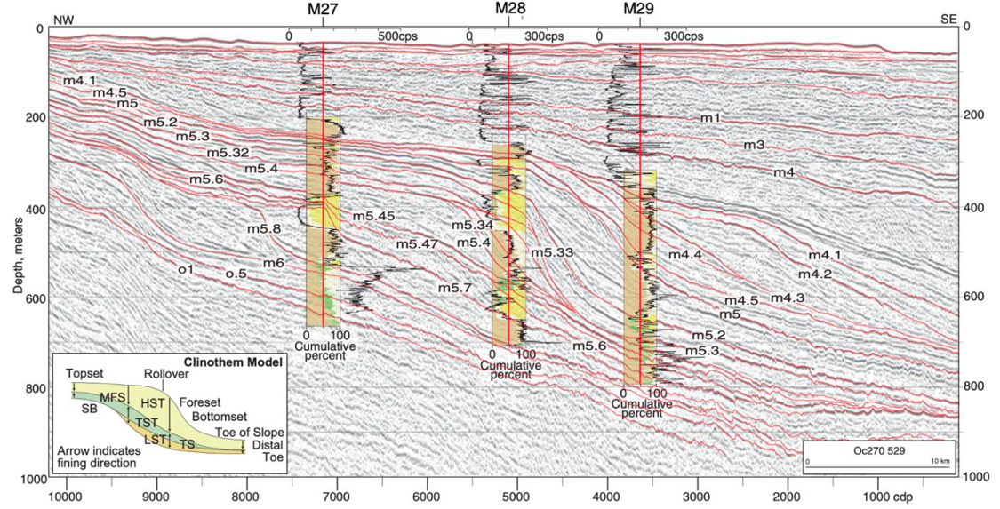 M27
M28
M29
NW
SE
0
0 500cps
0 300cps
0 300cps
0
m4.1
m4.5
m5
m5.2
m5.3
m5.32
m5.4
m5.6
m1
m3
m4
200
200
400
400
600
600
800
800
1000
1000
Depth, meters
m5.8
m6
o1
o.5
m5.45
m5.47
m5.7
m5.34
m5.4
m5.33
m5.6
m4.4
m4.1
m4.2
m4.5
m4.3
m5
m5.2
m5.3
0 100
Cumulative
percent
0 100
Cumulative
percent
0 100
Cumulative
percent
Clinothem Model
Topset
Rollover
MFS
HST
Foreset
SB
Bottomset
TST
Toe of Slope
LST
TS
Distal
Toe
Arrow indicates
fining direction
Oc270 529
0 10 km
10000 9000 8000 7000 6000 5000 4000 3000 2000 1000 cdp